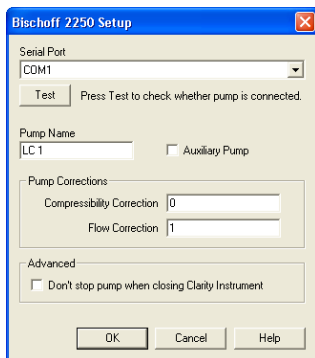 Bischoff 2250 Setup
Serial Port
COM1
Test Press Test to check whether pump is connected.
Pump Name
LC 1 Auxiliary Pump
Pump Corrections
Compressibility Correction 0
Flow Correction 1
Advanced
Don't stop pump when closing Clarity Instrument
OK Cancel Help